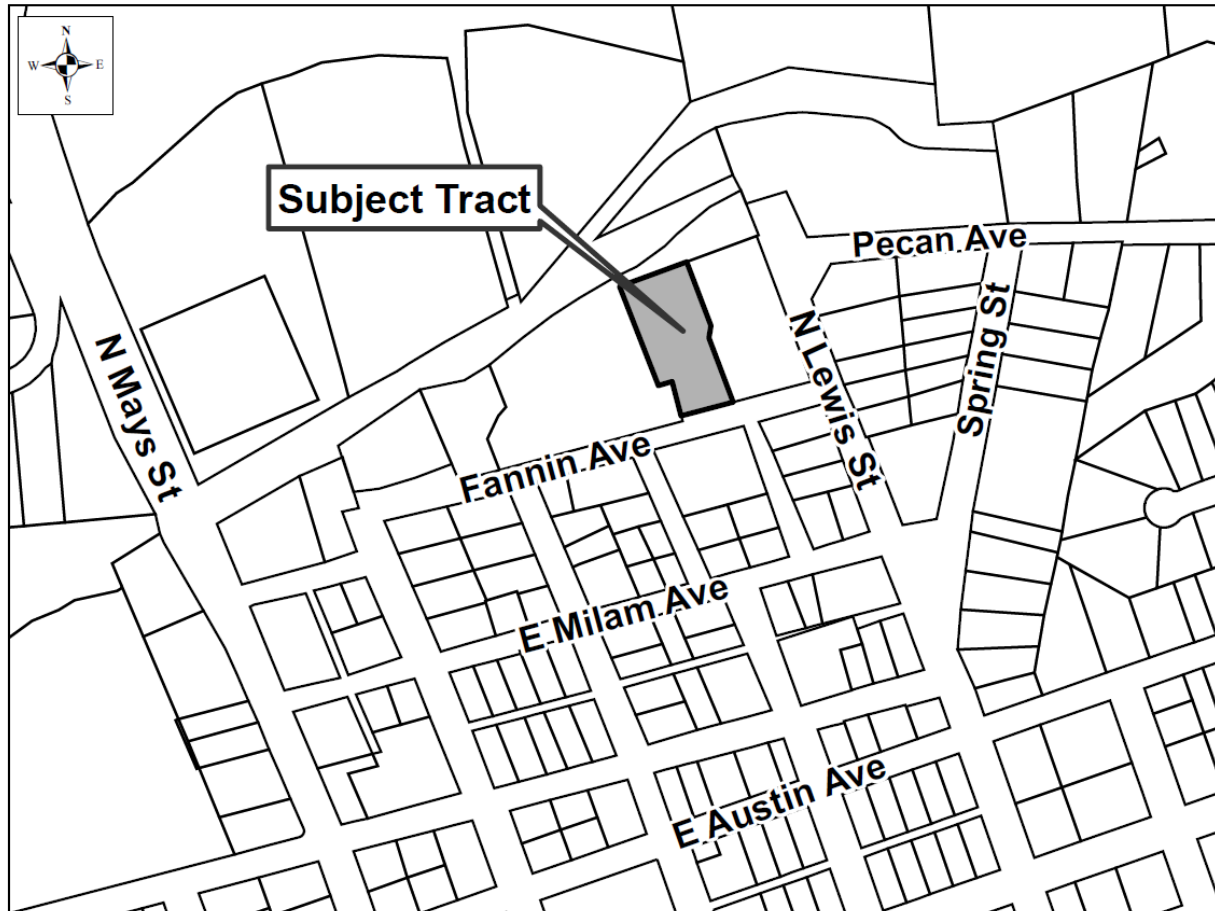 N
W E
S
Subject Tract
Pecan Ave
N Mays St
N Lewis St
Spring St
Fannin Ave
E Milam Ave
E Austin Ave